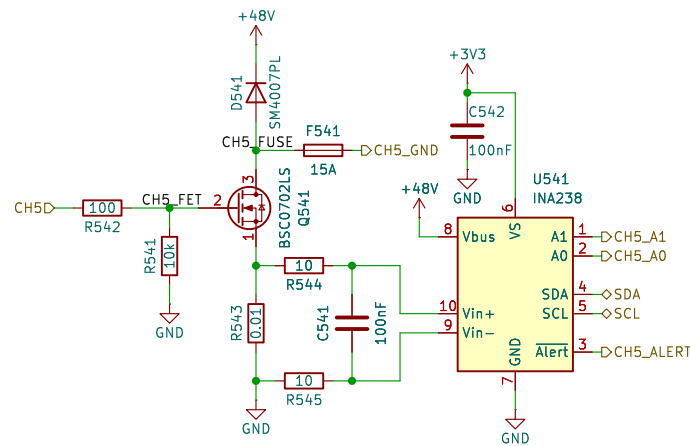 +48V
D541
SM4007PL
+3V3
C542
100nF
GND
CH5_FUSE
F541
15A
CH5_GND
CH5
100
R542
CH5_FET
2
3
1
BSC0702LS
Q541
R541
10k
GND
+48V
U541
INA238
8
Vbus
6
VS
A1
1
CH5_A1
A0
2
CH5_A0
SDA
4
SDA
SCL
5
SCL
Alert
3
CH5_ALERT
10
Vin+
9
Vin-
GND
7
GND
10
R544
R543
0.01
C541
100nF
10
R545
GND